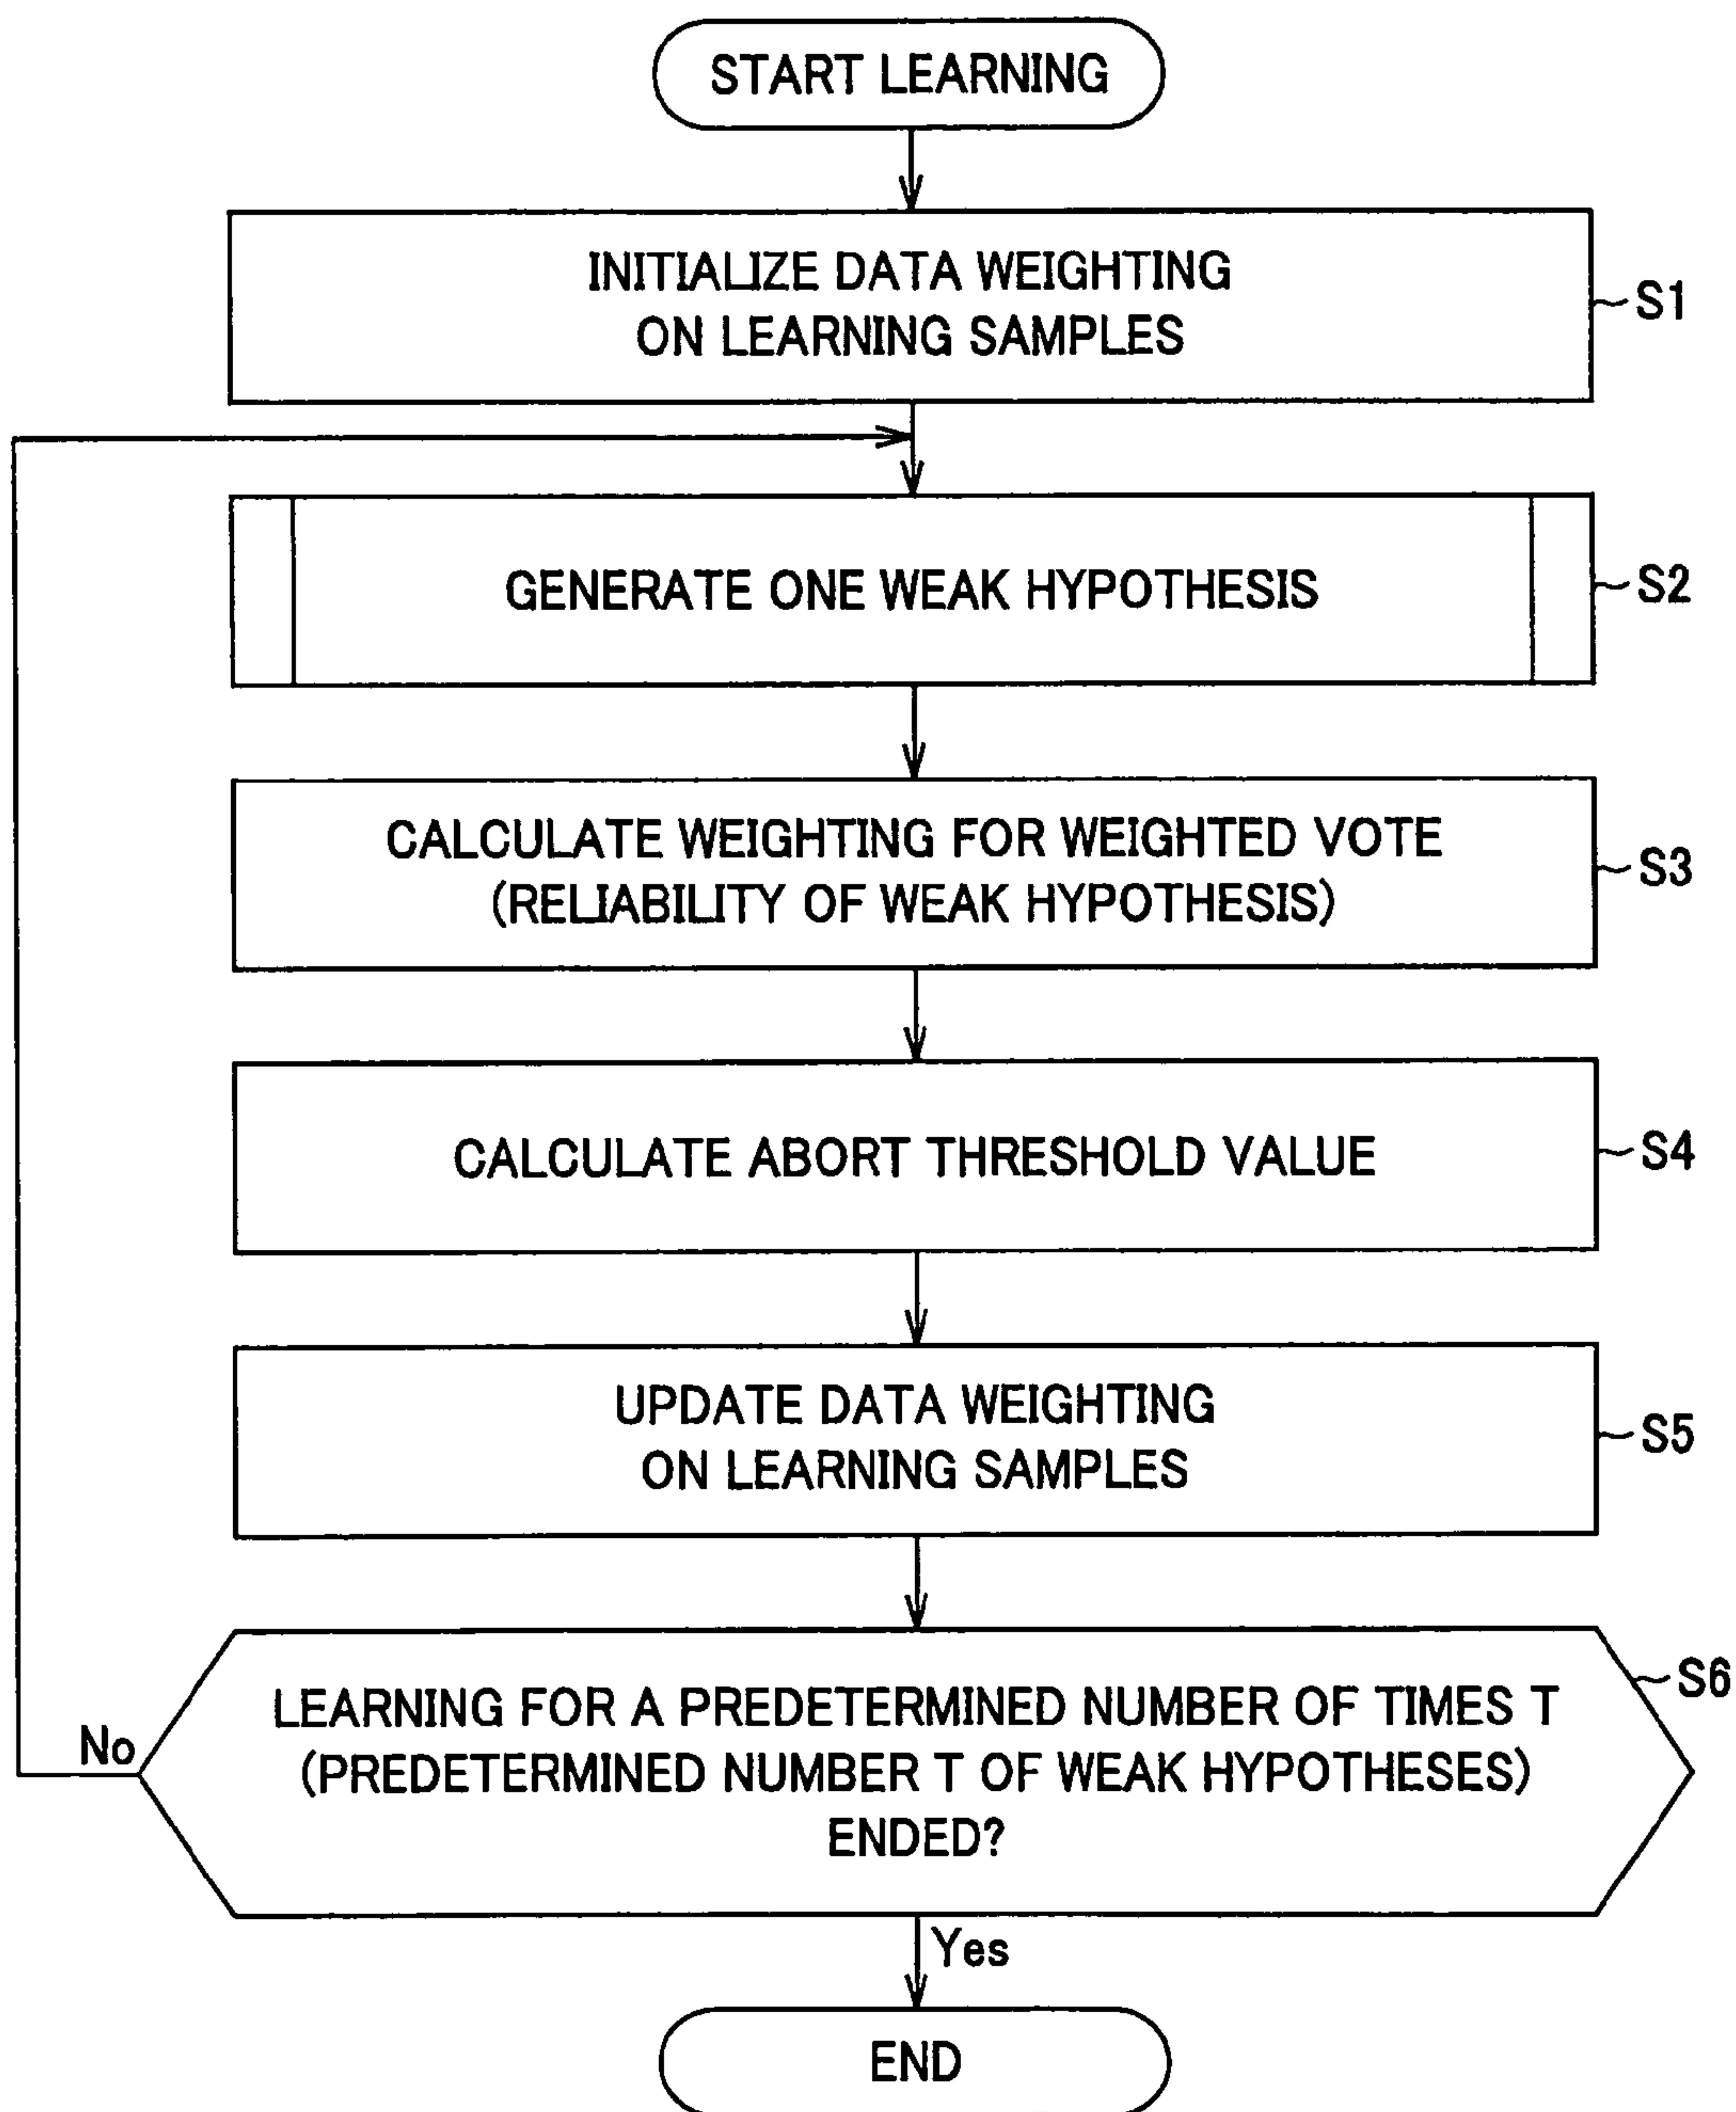 START LEARNING
INITIALIZE DATA WEIGHTING
ON LEARNING SAMPLES
S1
GENERATE ONE WEAK HYPOTHESIS
S2
CALCULATE WEIGHTING FOR WEIGHTED VOTE
(RELIABILITY OF WEAK HYPOTHESIS)
S3
CALCULATE ABORT THRESHOLD VALUE
S4
UPDATE DATA WEIGHTING
ON LEARNING SAMPLES
S5
LEARNING FOR A PREDETERMINED NUMBER OF TIMES T
(PREDETERMINED NUMBER T OF WEAK HYPOTHESES)
ENDED?
S6
No
Yes
END